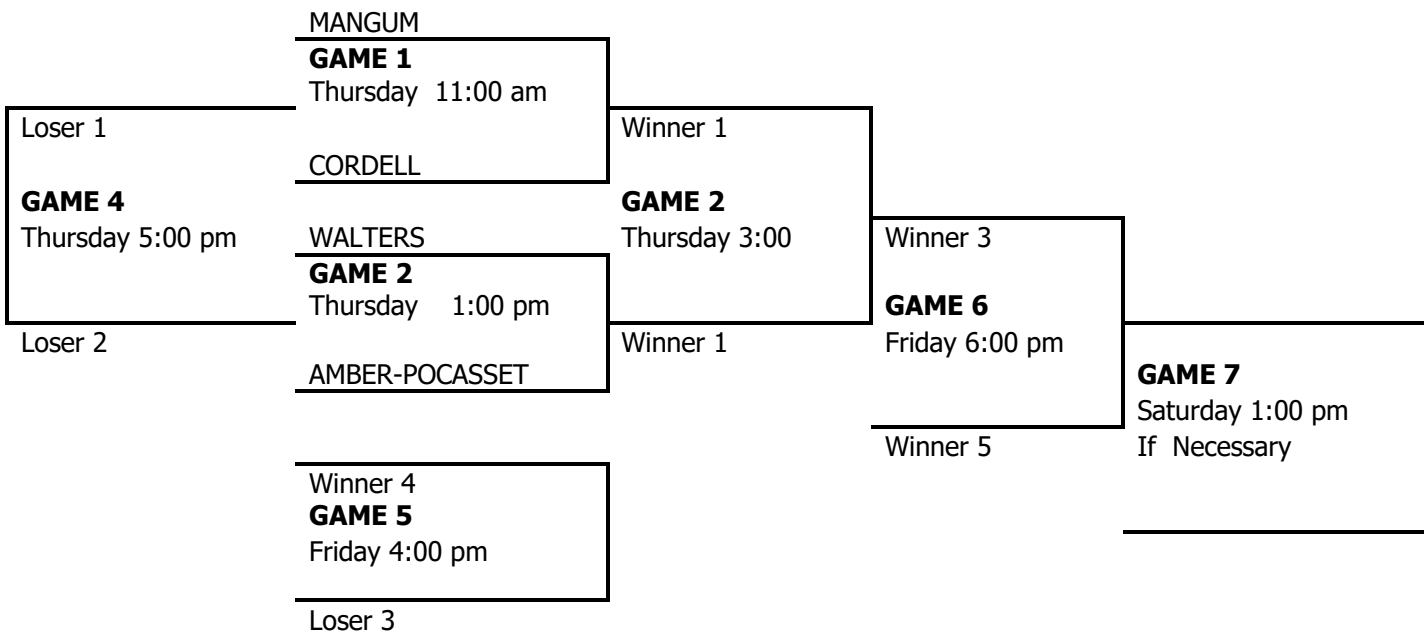 MANGUM
GAME 1
Thursday 11:00 am
Loser 1
Winner 1
CORDELL
GAME 4
GAME 2
Thursday 5:00 pm
WALTERS
Thursday 3:00
Winner 3
GAME 2
Thursday 1:00 pm
GAME 6
Loser 2
Winner 1
Friday 6:00 pm
AMBER-POCASSET
GAME 7
Saturday 1:00 pm
Winner 5
If Necessary
Winner 4
GAME 5
Friday 4:00 pm
Loser 3